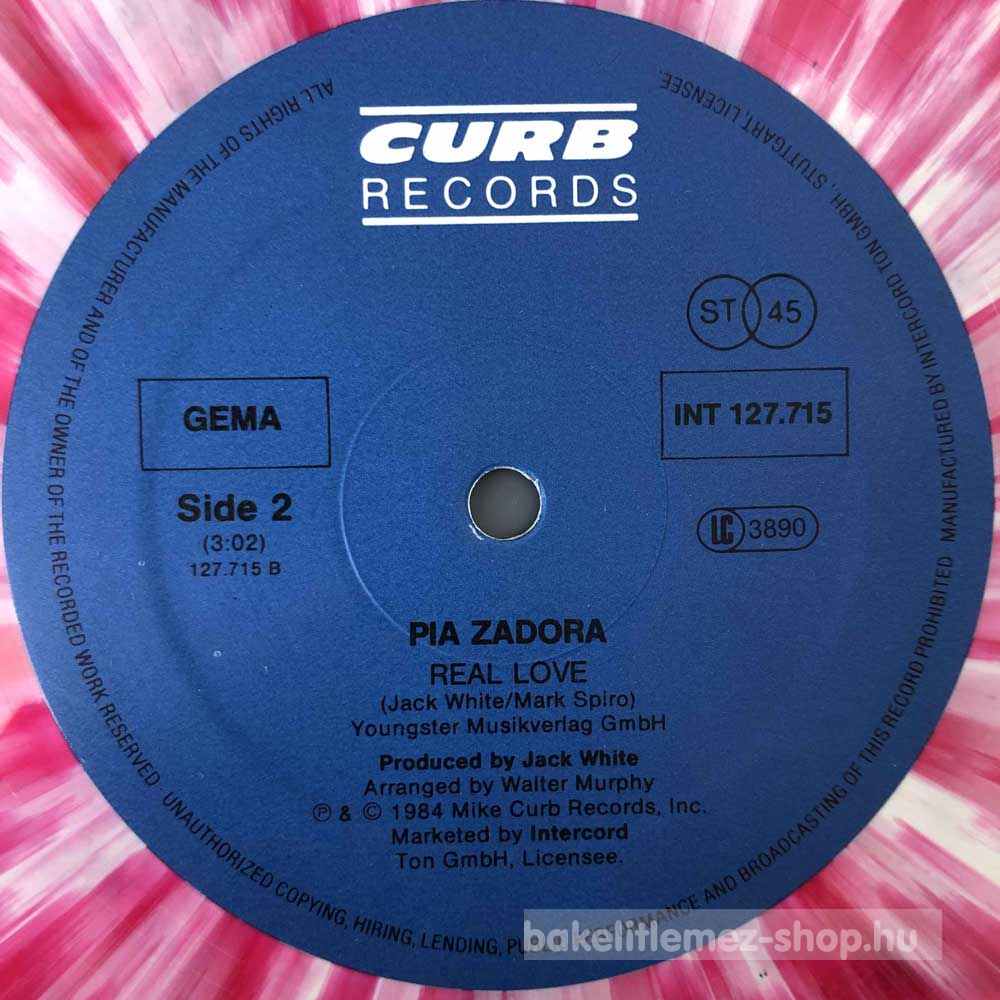 CURB
RECORDS
ST 45
GEMA
INT 127.715
Side 2
(3:02)
127.715 B
LC 3890
PIA ZADORA
REAL LOVE
(Jack White/Mark Spiro)
Youngster Musikverlag GmbH
Produced by Jack White
Arranged by Walter Murphy
℗ & © 1984 Mike Curb Records, Inc.
Marketed by Intercord
Ton GmbH, Licensee.
ALL RIGHTS OF THE MANUFACTURER AND OF THE OWNER OF THE RECORDED WORK RESERVED UNAUTHORIZED COPYING, HIRING, LENDING, PERFORMANCE AND BROADCASTING OF THIS RECORD PROHIBITED MANUFACTURED BY INTERCORD TON GMBH, STUTTGART, LICENSEE.
bakelitlemez-shop.hu